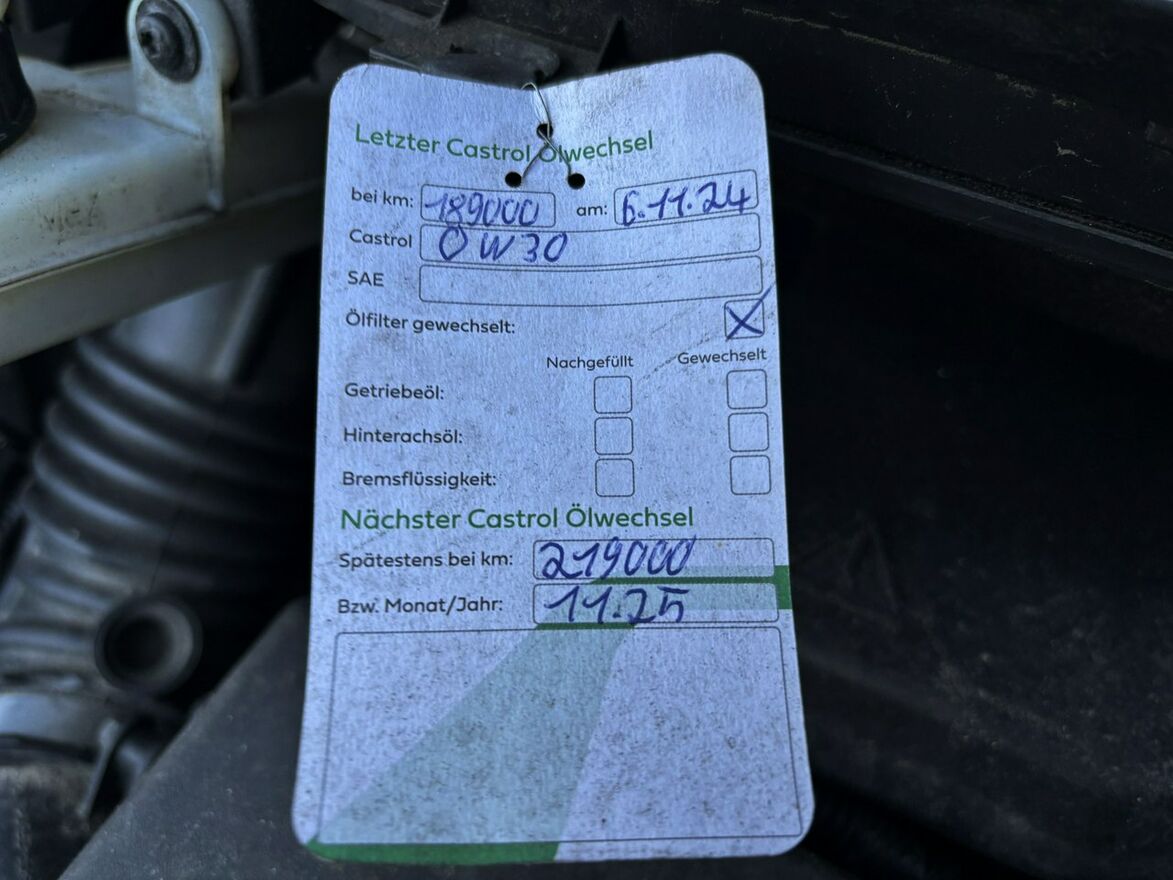 Letzter Castrol Ölwechsel
bei km: 189000 am: 6.11.24
Castrol 0W30
SAE
Ölfilter gewechselt: X
Nachgefüllt Gewechselt
Getriebeöl:
Hinterachsöl:
Bremsflüssigkeit:
Nächster Castrol Ölwechsel
Spätestens bei km: 219000
Bzw. Monat/Jahr: 11.25